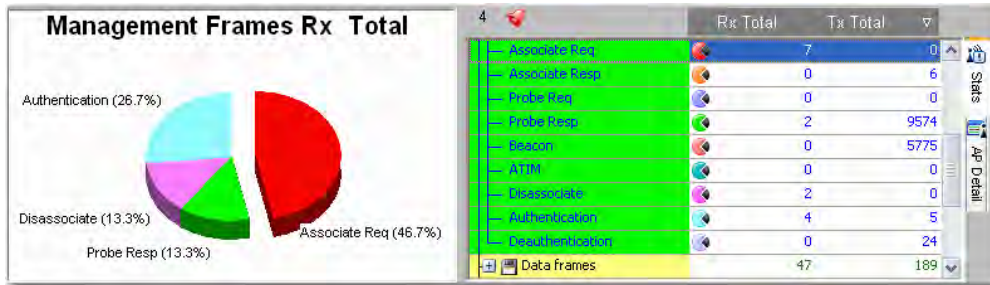 Management Frames Rx Total
Authentication (26.7%)
Disassociate (13.3%)
Probe Resp (13.3%)
Associate Req (46.7%)
4 Rx Total Tx Total
Associate Req 7 0
Associate Resp 0 6
Probe Req 0 0
Probe Resp 2 9574
Beacon 0 5775
ATIM 0 0
Disassociate 2 0
Authentication 4 5
Deauthentication 0 24
Data frames 47 189
Stats
AP Detail